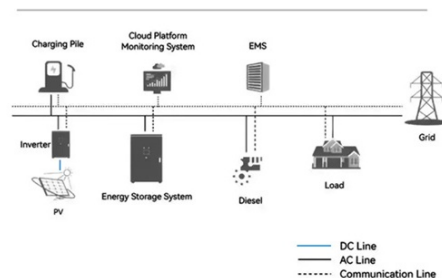 Charging Pile
Cloud Platform
Monitoring System
EMS
Grid
Inverter
PV
Energy Storage System
Diesel
Load
DC Line
AC Line
Communication Line